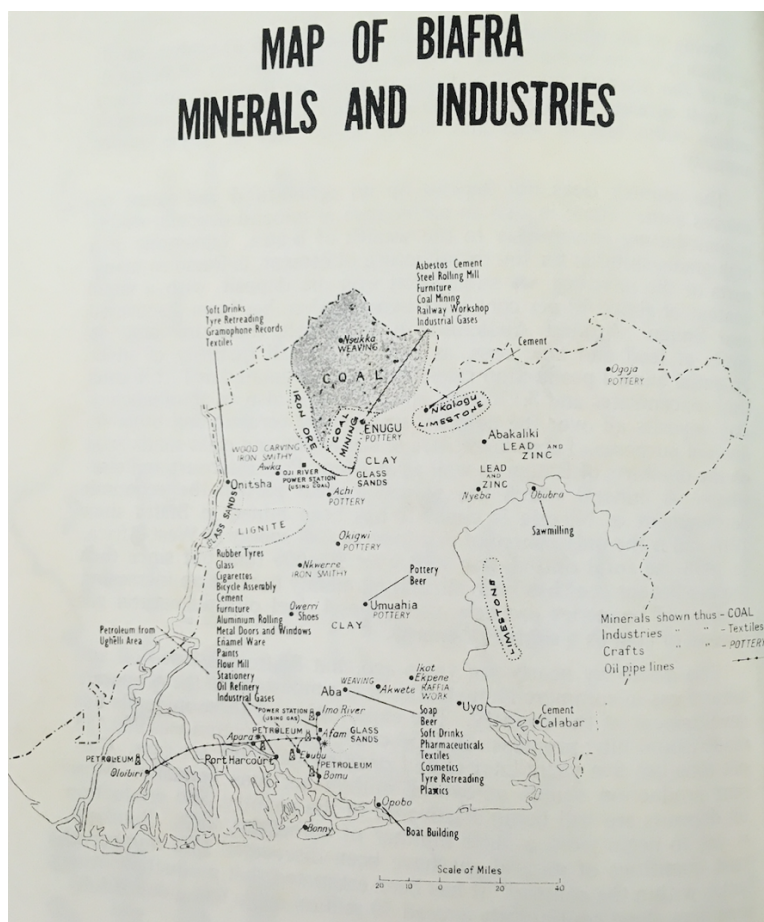 MAP OF BIAFRA
MINERALS AND INDUSTRIES
Asbestos Cement
Steel Rolling Mill
Furniture
Coal Mining
Railway Workshop
Industrial Gases
Soft Drinks
Tyre Retreading
Gramophone Records
Textiles
Nsukka
WEAVING
COAL
Cement
Ogoja
POTTERY
IRON ORE
COAL
MINING
ENUGU
POTTERY
Nkalagu
LIMESTONE
Abakaliki
LEAD AND
ZINC
WOOD CARVING
IRON SMITHY
Awka
OJI RIVER
POWER STATION
(USING COAL)
CLAY
GLASS
SANDS
LEAD
AND
ZINC
Nyeba
Onitsha
Achi
POTTERY
Obubra
Sawmilling
GLASS SANDS
LIGNITE
Okigwi
POTTERY
Rubber Tyres
Glass
Cigarettes
Bicycle Assembly
Cement
Furniture
Aluminium Rolling
Metal Doors and Windows
Enamel Ware
Paints
Flour Mill
Stationery
Oil Refinery
Industrial Gases
Nkwerre
IRON SMITHY
Pottery
Beer
LIMESTONE
Owerri
Shoes
Umuahia
POTTERY
CLAY
Minerals shown thus - COAL
Industries " " - Textiles
Crafts " " - POTTERY
Oil pipe lines
Petroleum from
Ughelli Area
Ikot
Ekpene
RAFFIA
WORK
WEAVING
Aba
Akwete
Uyo
Cement
Calabar
POWER STATION
(USING GAS)
Imo River
Soap
Beer
Soft Drinks
Pharmaceuticals
Textiles
Cosmetics
Tyre Retreading
Plastics
PETROLEUM
Afam
GLASS
SANDS
Apara
Port Harcourt
Ebubu
PETROLEUM
Bomu
PETROLEUM
Oloibiri
Opobo
Boat Building
Bonny
Scale of Miles
20 10 0 20 40